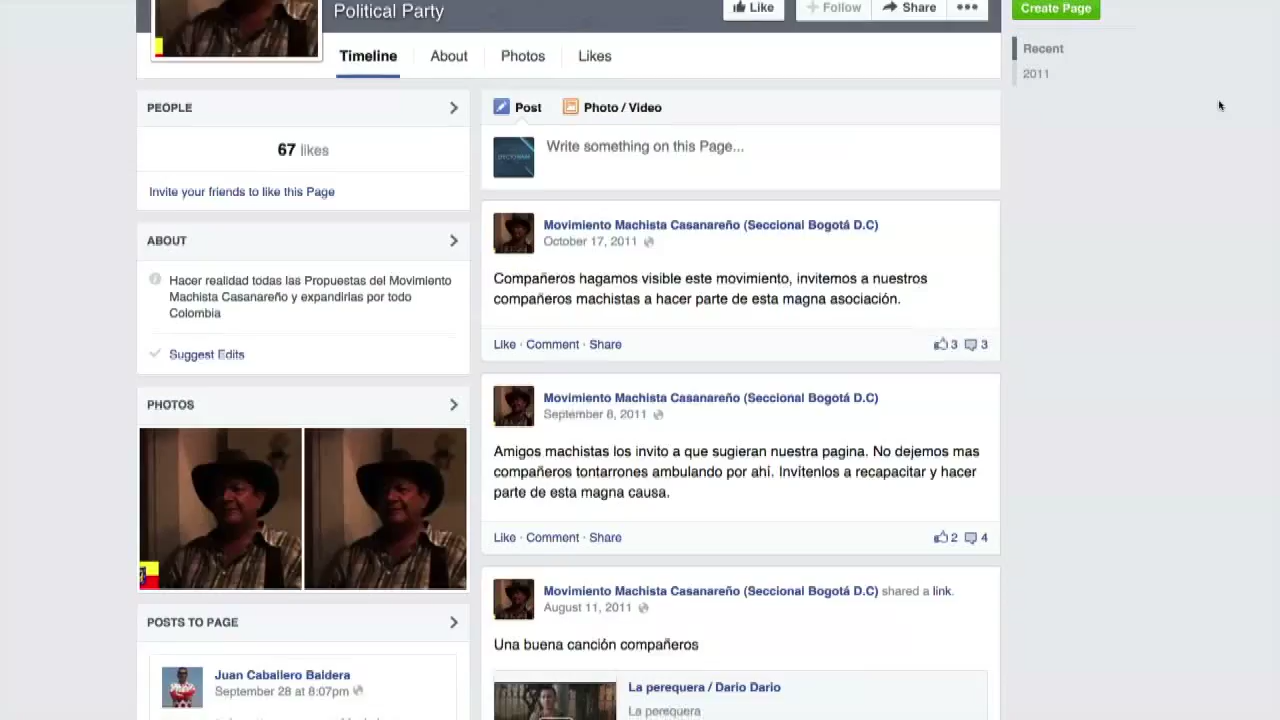 Political Party
Like
Follow
Share
Create Page
Timeline
About
Photos
Likes
Recent
2011
PEOPLE
67 likes
Invite your friends to like this Page
ABOUT
Hacer realidad todas las Propuestas del Movimiento
Machista Casanareño y expandirlas por todo
Colombia
Suggest Edits
PHOTOS
POSTS TO PAGE
Juan Caballero Baldera
September 28 at 8:07pm
Post
Photo / Video
Write something on this Page...
Movimiento Machista Casanareño (Seccional Bogotá D.C)
October 17, 2011
Compañeros hagamos visible este movimiento, invitemos a nuestros
compañeros machistas a hacer parte de esta magna asociación.
Like · Comment · Share
3 3
Movimiento Machista Casanareño (Seccional Bogotá D.C)
September 8, 2011
Amigos machistas los invito a que sugieran nuestra pagina. No dejemos mas
compañeros tontarrones ambulando por ahi. Invítenlos a recapacitar y hacer
parte de esta magna causa.
Like · Comment · Share
2 4
Movimiento Machista Casanareño (Seccional Bogotá D.C) shared a link.
August 11, 2011
Una buena canción compañeros
La perequera / Dario Dario
La perequera